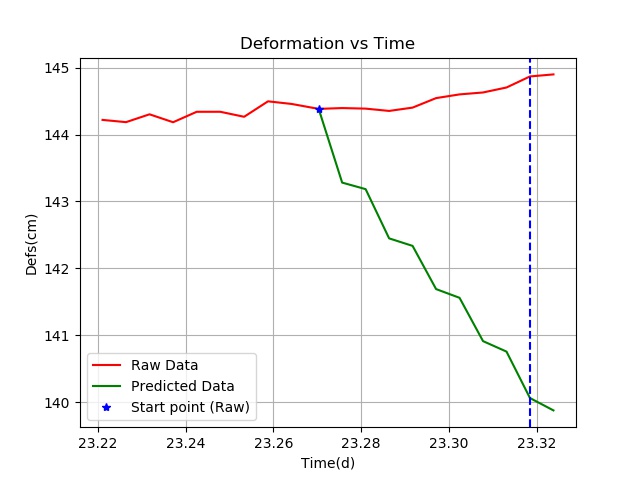 Deformation vs Time
145
144
143
142
141
140
Defs(cm)
Raw Data
Predicted Data
Start point (Raw)
23.22 23.24 23.26 23.28 23.30 23.32
Time(d)